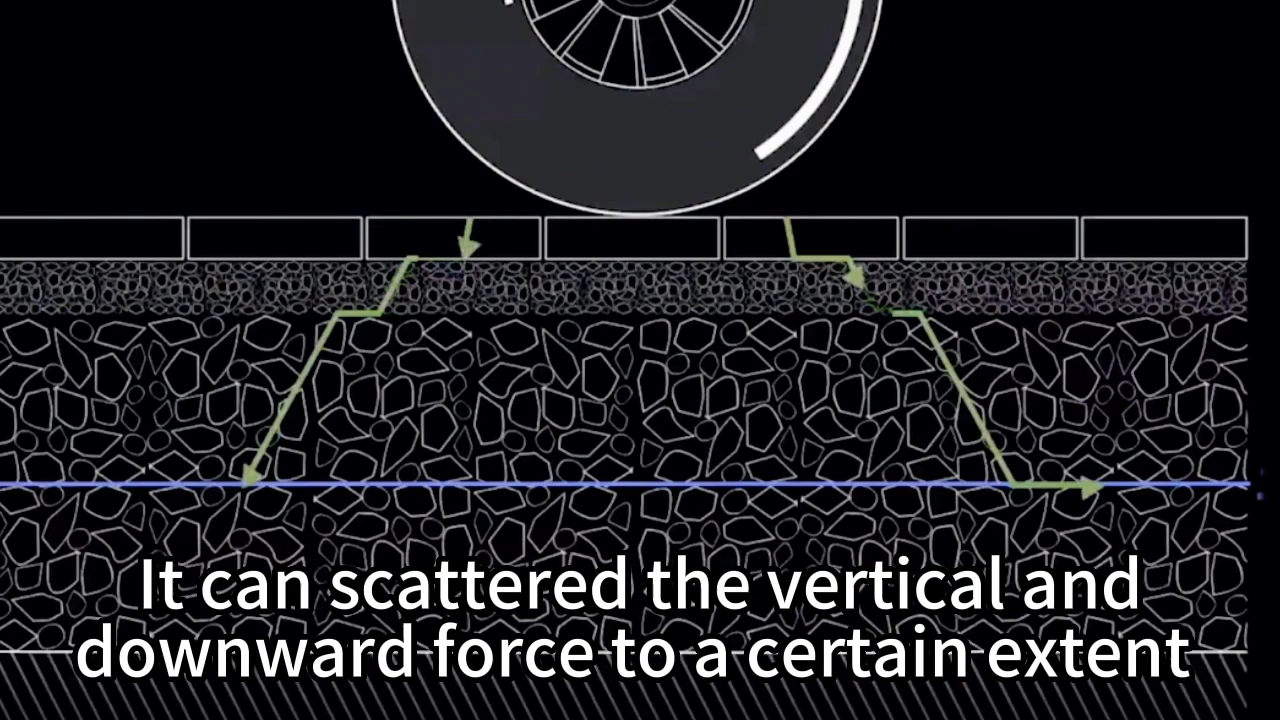 It can scattered the vertical and
downward force to a certain extent